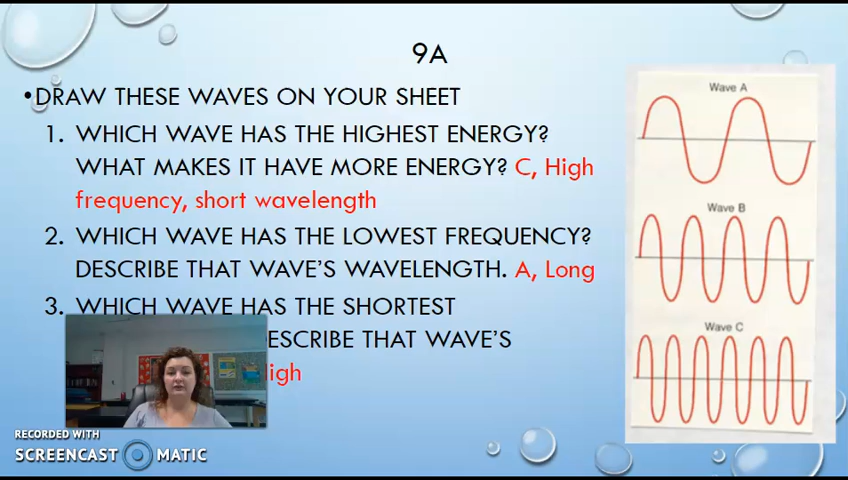 9A
•DRAW THESE WAVES ON YOUR SHEET
1. WHICH WAVE HAS THE HIGHEST ENERGY?
WHAT MAKES IT HAVE MORE ENERGY? C, High
frequency, short wavelength
2. WHICH WAVE HAS THE LOWEST FREQUENCY?
DESCRIBE THAT WAVE'S WAVELENGTH. A, Long
3. WHICH WAVE HAS THE SHORTEST
THAT WAVE'S
Wave A
Wave B
Wave C
RECORDED WITH
SCREENCAST MATIC